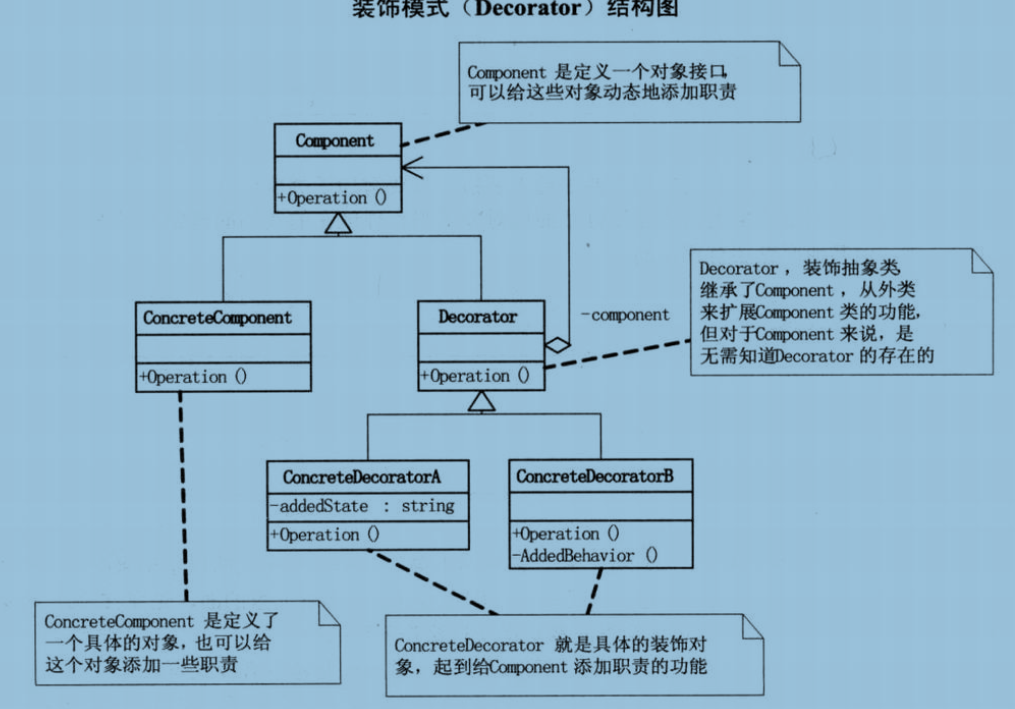 装饰模式（Decorator）结构图
Component 是定义一个对象接口,
可以给这些对象动态地添加职责
Component
+Operation ()
Decorator , 装饰抽象类,
继承了Component , 从外类
来扩展Component 类的功能,
但对于Component 来说, 是
无需知道Decorator 的存在的
ConcreteComponent
+Operation ()
Decorator
+Operation ()
-component
ConcreteDecoratorA
-addedState : string
+Operation ()
ConcreteDecoratorB
+Operation ()
-AddedBehavior ()
ConcreteComponent 是定义了
一个具体的对象, 也可以给
这个对象添加一些职责
ConcreteDecorator 就是具体的装饰对
象, 起到给Component 添加职责的功能